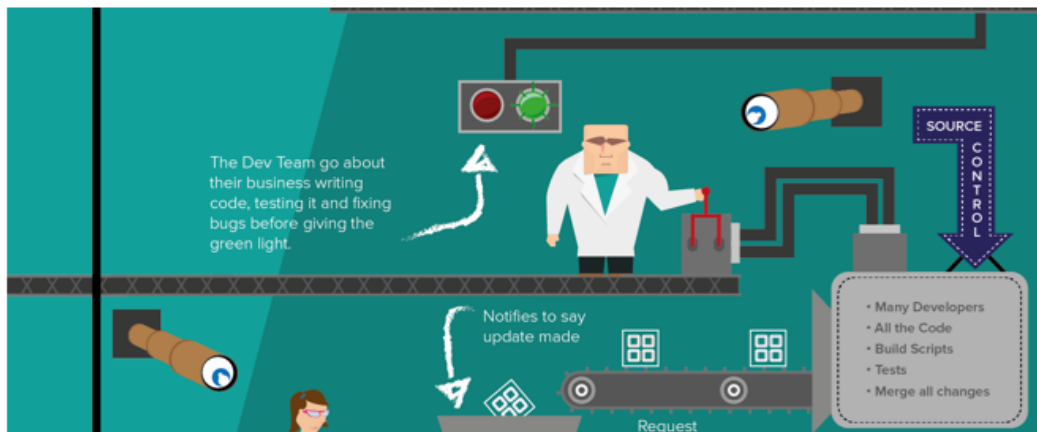 The Dev Team go about
their business writing
code, testing it and fixing
bugs before giving the
green light.
SOURCE
CONTROL
Notifies to say
update made
• Many Developers
• All the Code
• Build Scripts
• Tests
• Merge all changes
Request